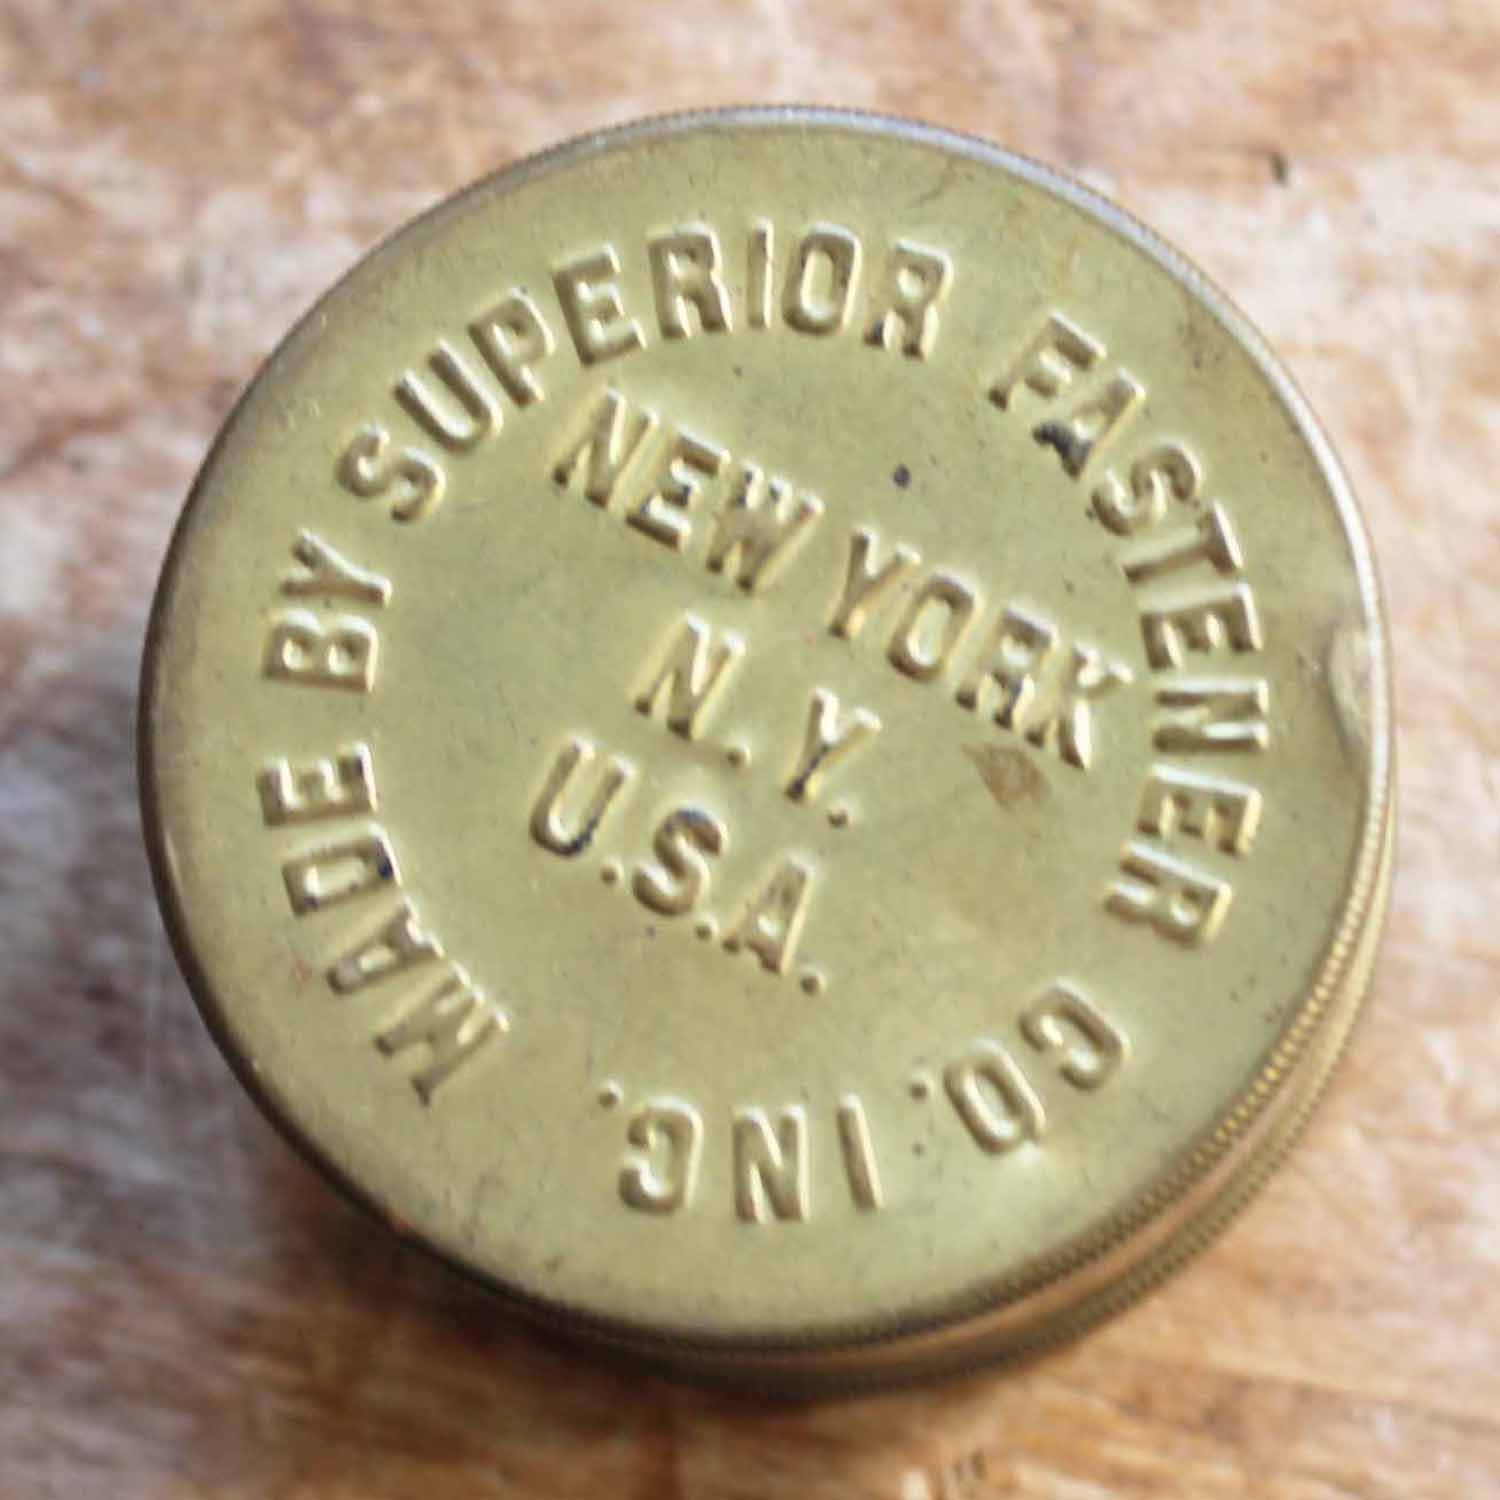 MADE BY SUPERIOR FASTENER CO. INC.
NEW YORK
N.Y.
U.S.A.